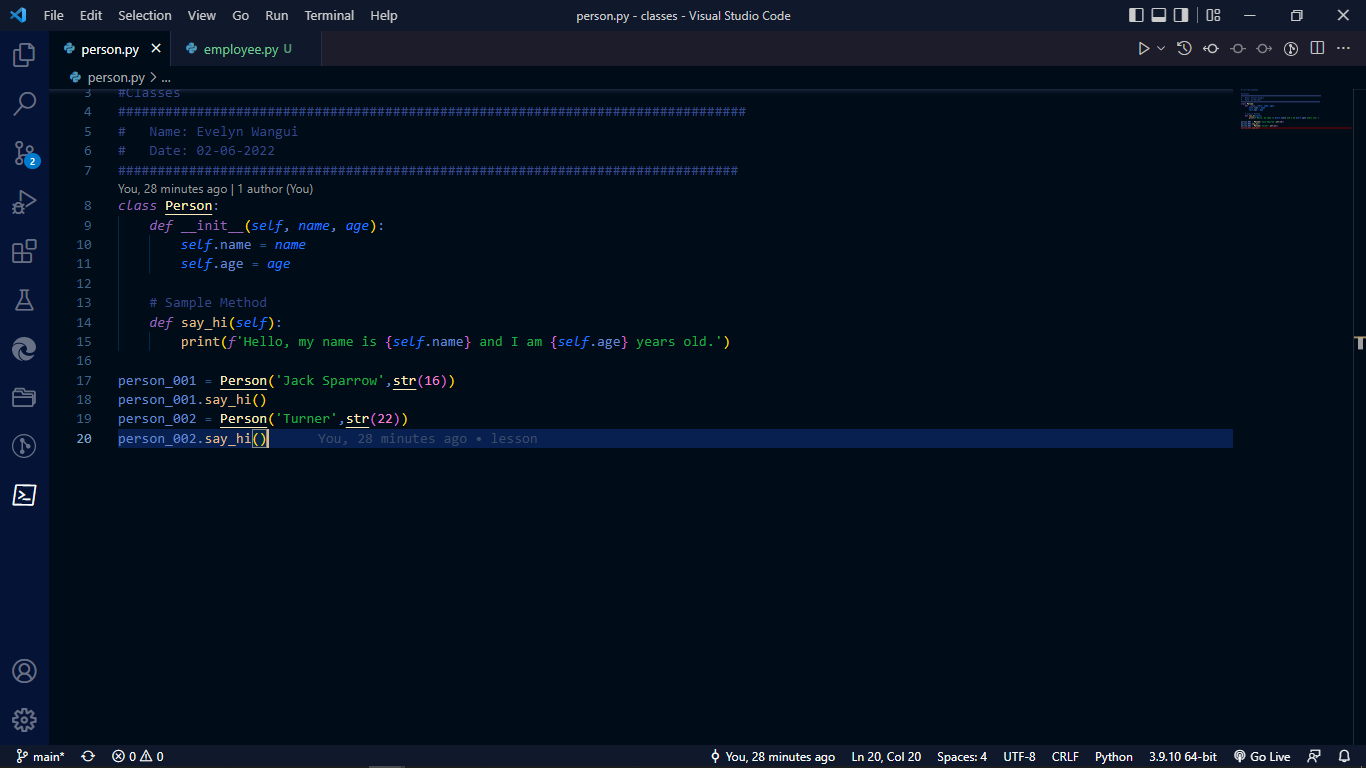 File Edit Selection View Go Run Terminal Help person.py - classes - Visual Studio Code
person.py employee.py U
person.py > ...
3 #Classes
4 ################################################################################
5 #   Name: Evelyn Wangui
6 #   Date: 02-06-2022
7 ###############################################################################
You, 28 minutes ago | 1 author (You)
8 class Person:
9     def __init__(self, name, age):
10         self.name = name
11         self.age = age
12
13     # Sample Method
14     def say_hi(self):
15         print(f'Hello, my name is {self.name} and I am {self.age} years old.')
16
17 person_001 = Person('Jack Sparrow',str(16))
18 person_001.say_hi()
19 person_002 = Person('Turner',str(22))
20 person_002.say_hi() You, 28 minutes ago • lesson
2
main* 0 0 You, 28 minutes ago Ln 20, Col 20 Spaces: 4 UTF-8 CRLF Python 3.9.10 64-bit Go Live